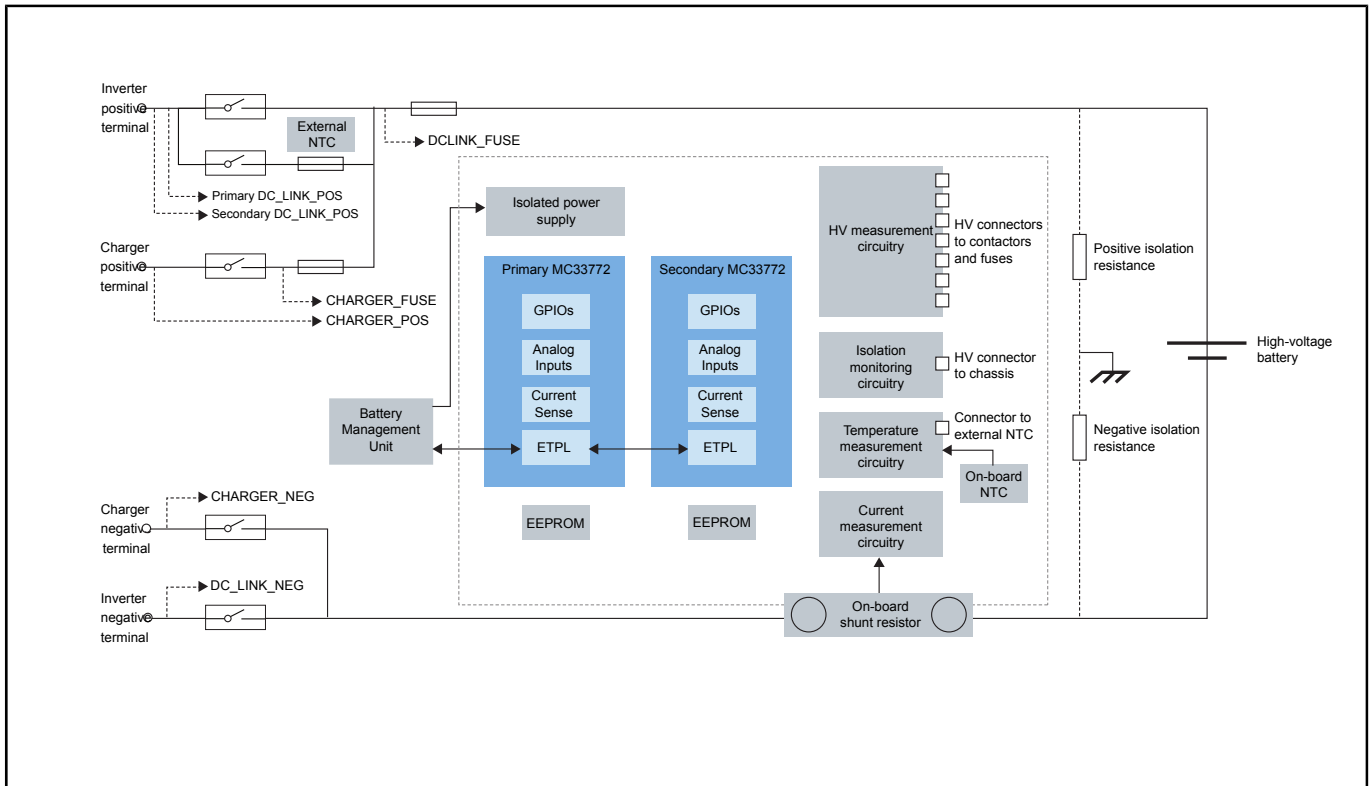 Inverter
positive
terminal
External
NTC
DCLINK_FUSE
Primary DC_LINK_POS
Secondary DC_LINK_POS
Charger
positive
terminal
CHARGER_FUSE
CHARGER_POS
Isolated power
supply
Primary MC33772
GPIOs
Analog
Inputs
Current
Sense
ETPL
EEPROM
Secondary MC33772
GPIOs
Analog
Inputs
Current
Sense
ETPL
EEPROM
Battery
Management
Unit
HV measurement
circuitry
HV connectors
to contactors
and fuses
Isolation
monitoring
circuitry
HV connector
to chassis
Temperature
measurement
circuitry
Connector to
external NTC
On-board
NTC
Current
measurement
circuitry
On-board
shunt resistor
Positive isolation
resistance
High-voltage
battery
Negative isolation
resistance
CHARGER_NEG
Charger
negative
terminal
DC_LINK_NEG
Inverter
negative
terminal